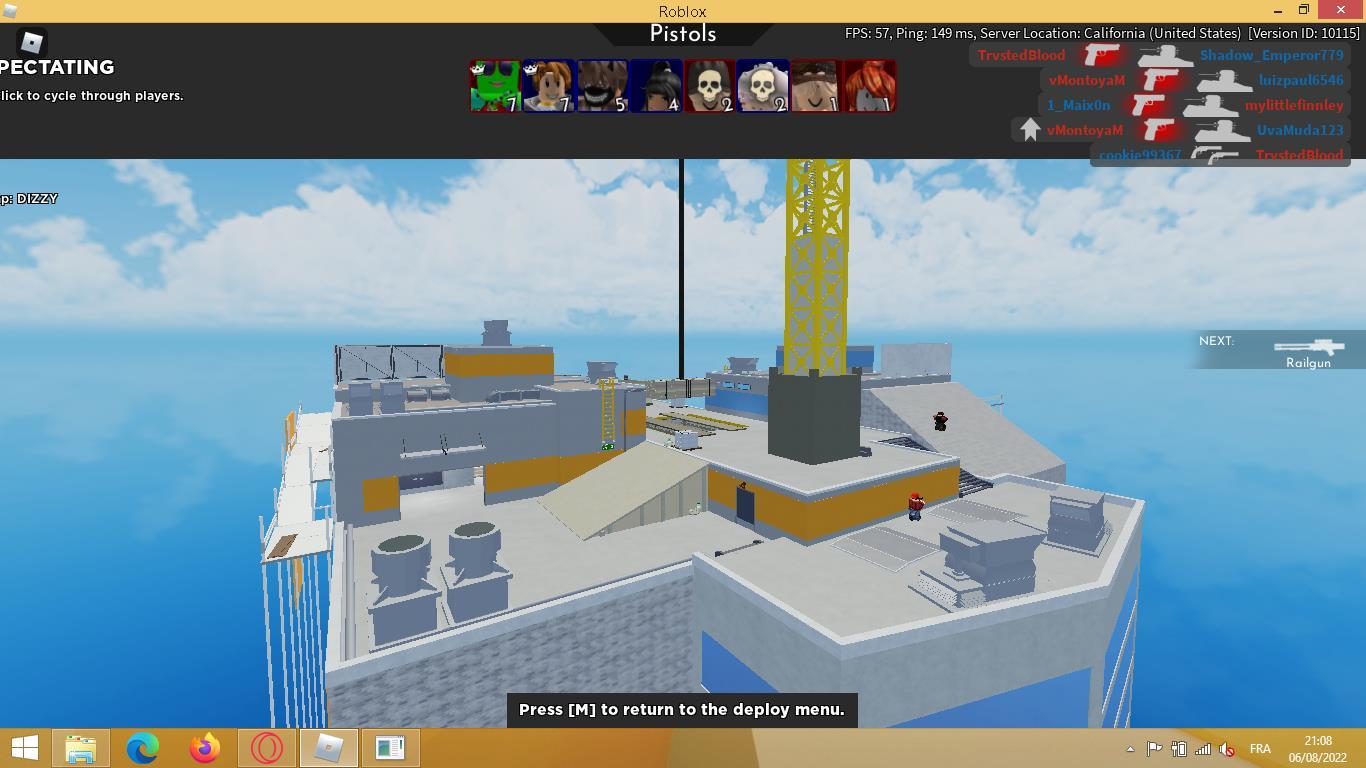 Roblox
Pistols
FPS: 57, Ping: 149 ms, Server Location: California (United States) [Version ID: 10115]
PECTATING
lick to cycle through players.
7 7 5 4 2 2 1 1
TrvstedBlood Shadow_Emperor779
vMontoyaM luizpaul6546
1_Maix0n mylittlefinnley
vMontoyaM UvaMuda123
cookie99367 TrvstedBlood
p: DIZZY
NEXT:
Railgun
Press [M] to return to the deploy menu.
FRA
21:08
06/08/2022